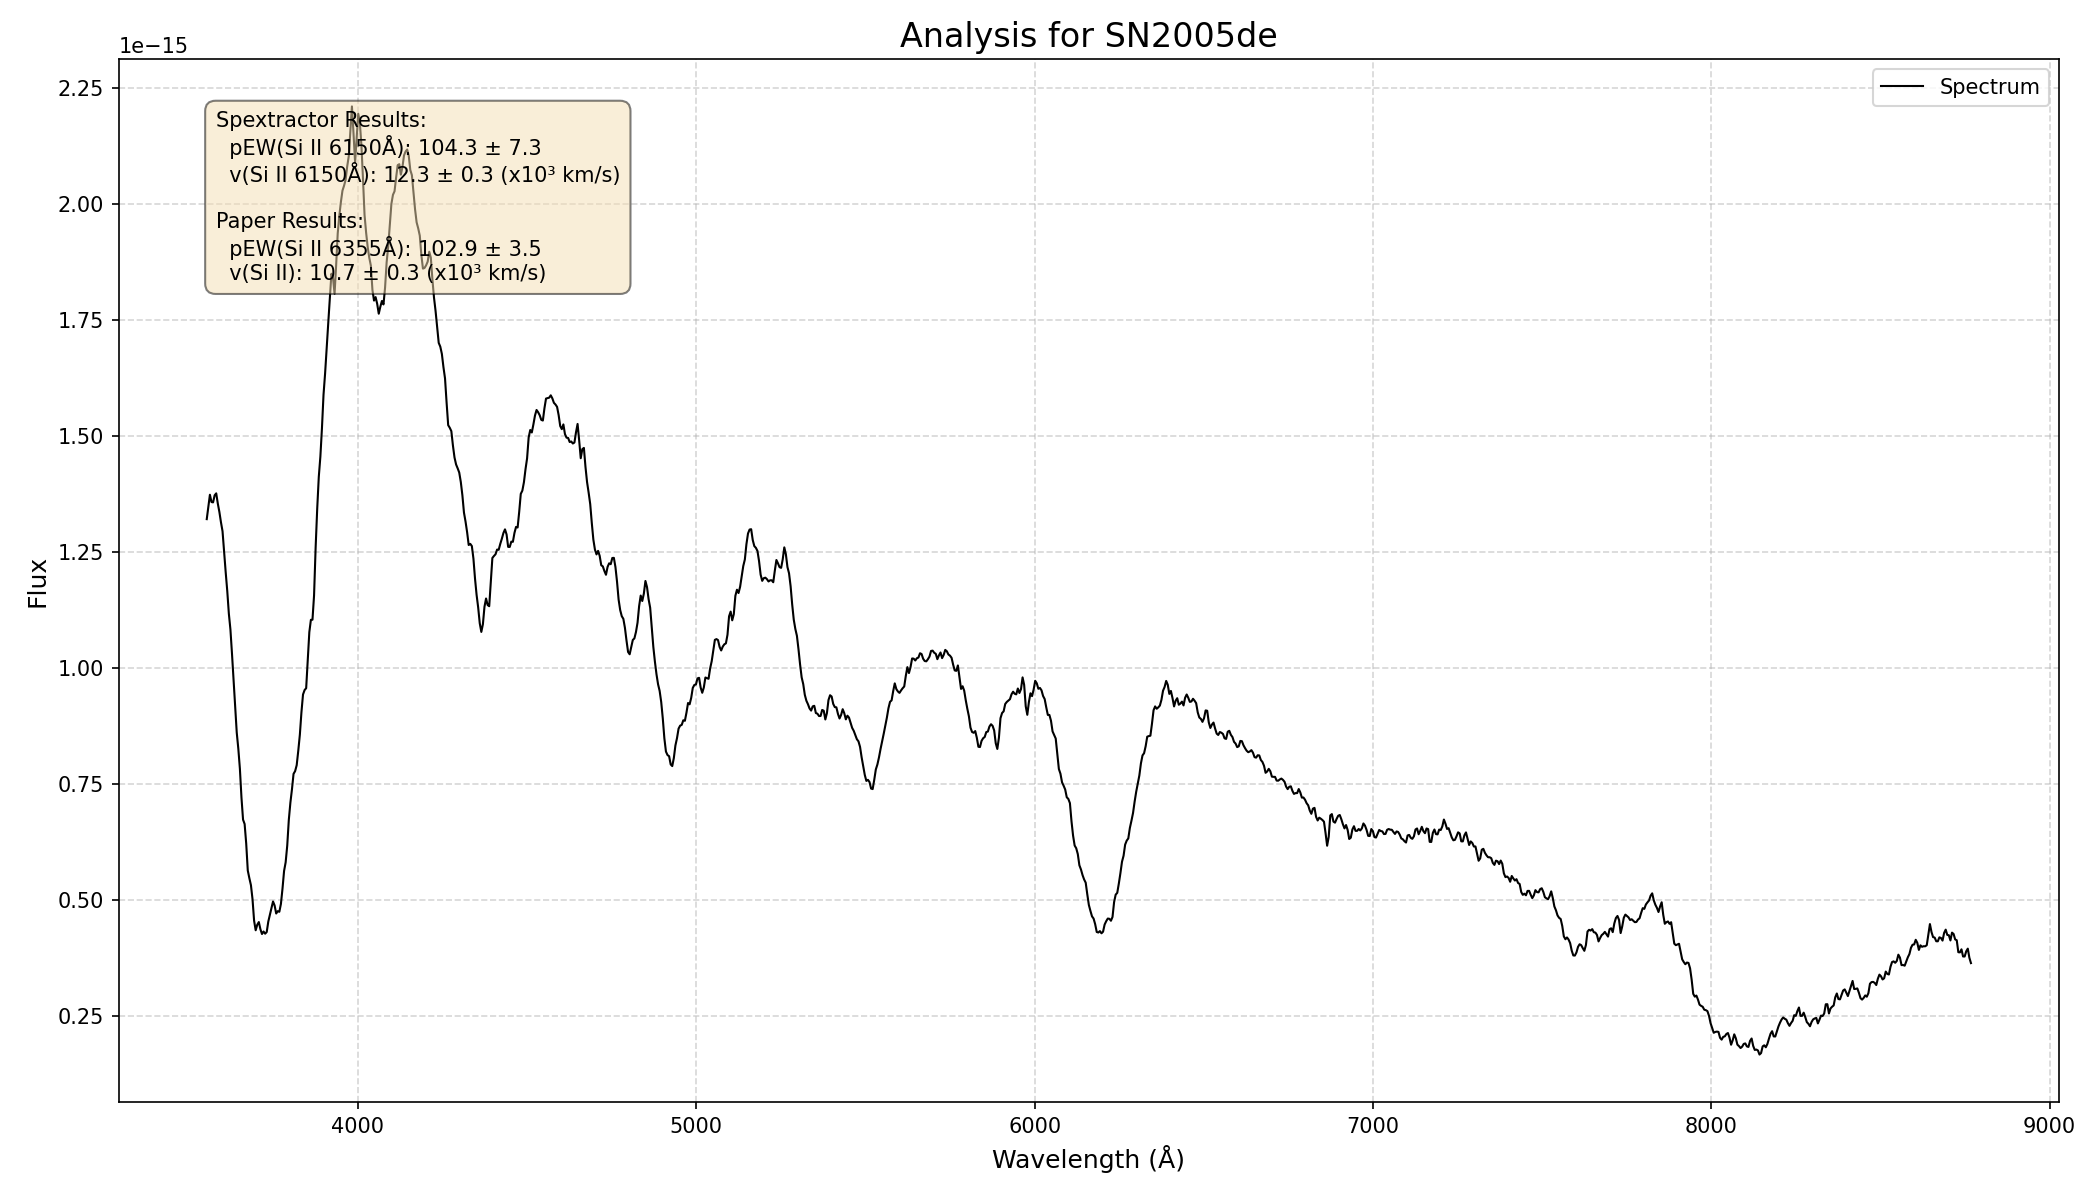 Analysis for SN2005de
1e−15
Spectrum
Spextractor Results:
pEW(Si II 6150Å): 104.3 ± 7.3
v(Si II 6150Å): 12.3 ± 0.3 (x10³ km/s)
Paper Results:
pEW(Si II 6355Å): 102.9 ± 3.5
v(Si II): 10.7 ± 0.3 (x10³ km/s)
2.25
2.00
1.75
1.50
1.25
1.00
0.75
0.50
0.25
Flux
4000 5000 6000 7000 8000 9000
Wavelength (Å)